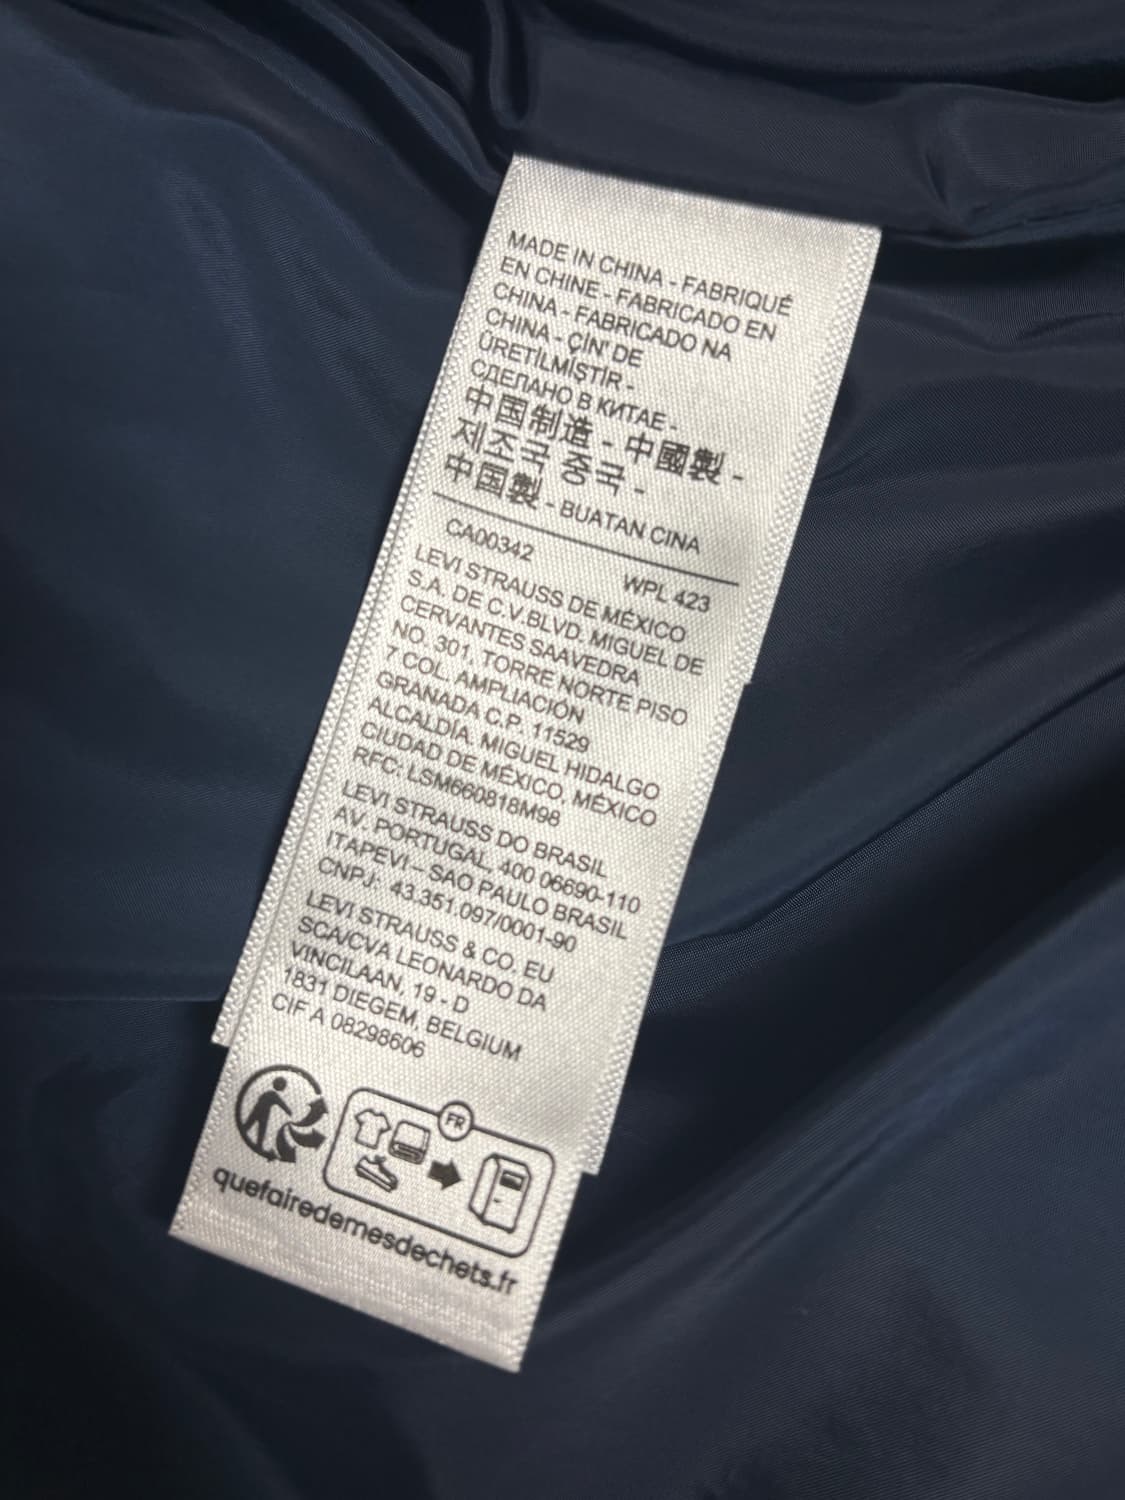 MADE IN CHINA - FABRIQUÉ
EN CHINE - FABRICADO EN
CHINA - FABRICADO NA
CHINA - ÇİN' DE
ÜRETİLMİŞTİR -
СДЕЛАНО В КИТАЕ -
中国制造 - 中國製 -
제조국 중국 -
中国製 - BUATAN CINA
CA00342 WPL 423
LEVI STRAUSS DE MÉXICO
S.A. DE C.V.BLVD. MIGUEL DE
CERVANTES SAAVEDRA
NO. 301, TORRE NORTE PISO
7 COL. AMPLIACIÓN
GRANADA C.P. 11529
ALCALDÍA. MIGUEL HIDALGO
CIUDAD DE MÉXICO, MÉXICO
RFC: LSM660818M98
LEVI STRAUSS DO BRASIL
AV. PORTUGAL, 400 06690-110
ITAPEVI – SAO PAULO BRASIL
CNPJ: 43.351.097/0001-90
LEVI STRAUSS & CO. EU
SCA/CVA LEONARDO DA
VINCILAAN, 19 - D
1831 DIEGEM, BELGIUM
CIF A 08298606
FR
quefairedemesdechets.fr